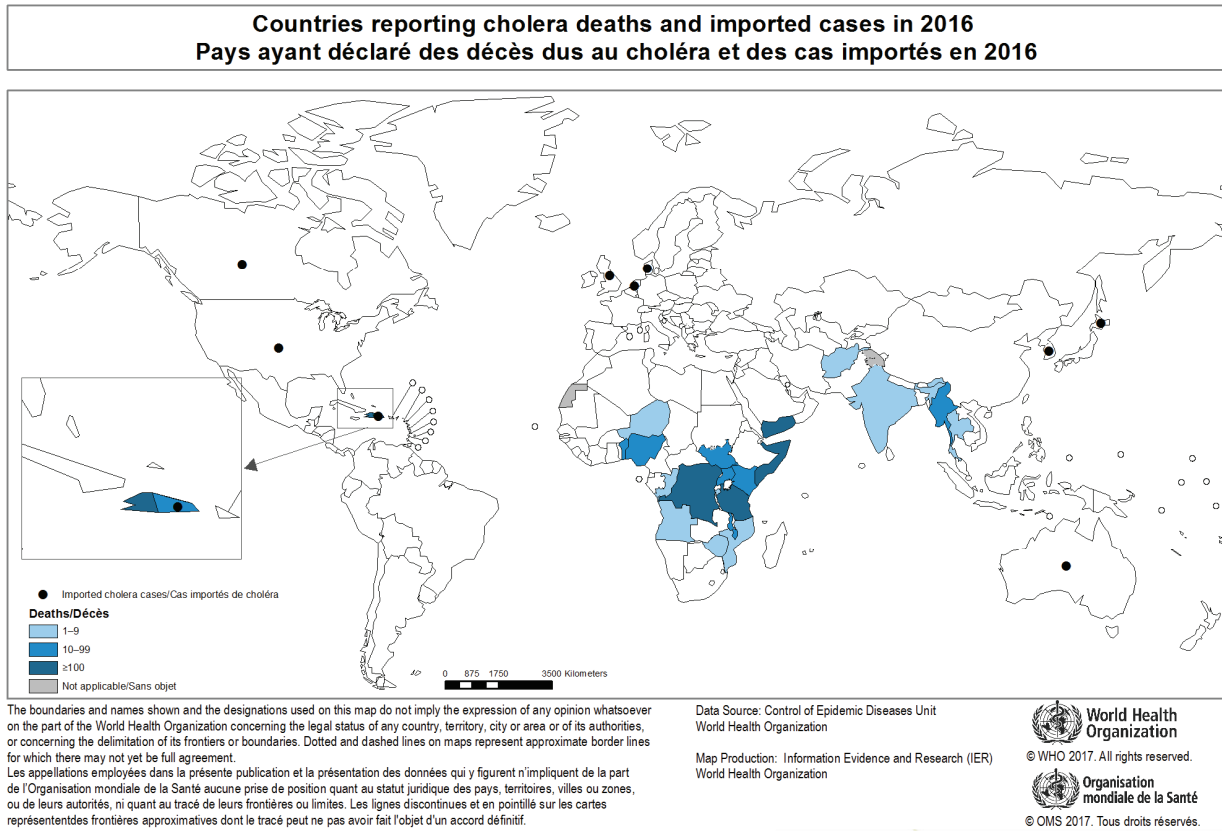 Countries reporting cholera deaths and imported cases in 2016
Pays ayant déclaré des décès dus au choléra et des cas importés en 2016
Imported cholera cases/Cas importés de choléra
Deaths/Décès
1–9
10–99
≥100
Not applicable/Sans objet
0 875 1750 3500 Kilometers
The boundaries and names shown and the designations used on this map do not imply the expression of any opinion whatsoever
on the part of the World Health Organization concerning the legal status of any country, territory, city or area or of its authorities,
or concerning the delimitation of its frontiers or boundaries. Dotted and dashed lines on maps represent approximate border lines
for which there may not yet be full agreement.
Les appellations employées dans la présente publication et la présentation des données qui y figurent n'impliquent de la part
de l'Organisation mondiale de la Santé aucune prise de position quant au statut juridique des pays, territoires, villes ou zones,
ou de leurs autorités, ni quant au tracé de leurs frontières ou limites. Les lignes discontinues et en pointillé sur les cartes
représententdes frontières approximatives dont le tracé peut ne pas avoir fait l'objet d'un accord définitif.
Data Source: Control of Epidemic Diseases Unit
World Health Organization
Map Production: Information Evidence and Research (IER)
World Health Organization
World Health
Organization
© WHO 2017. All rights reserved.
Organisation
mondiale de la Santé
© OMS 2017. Tous droits réservés.